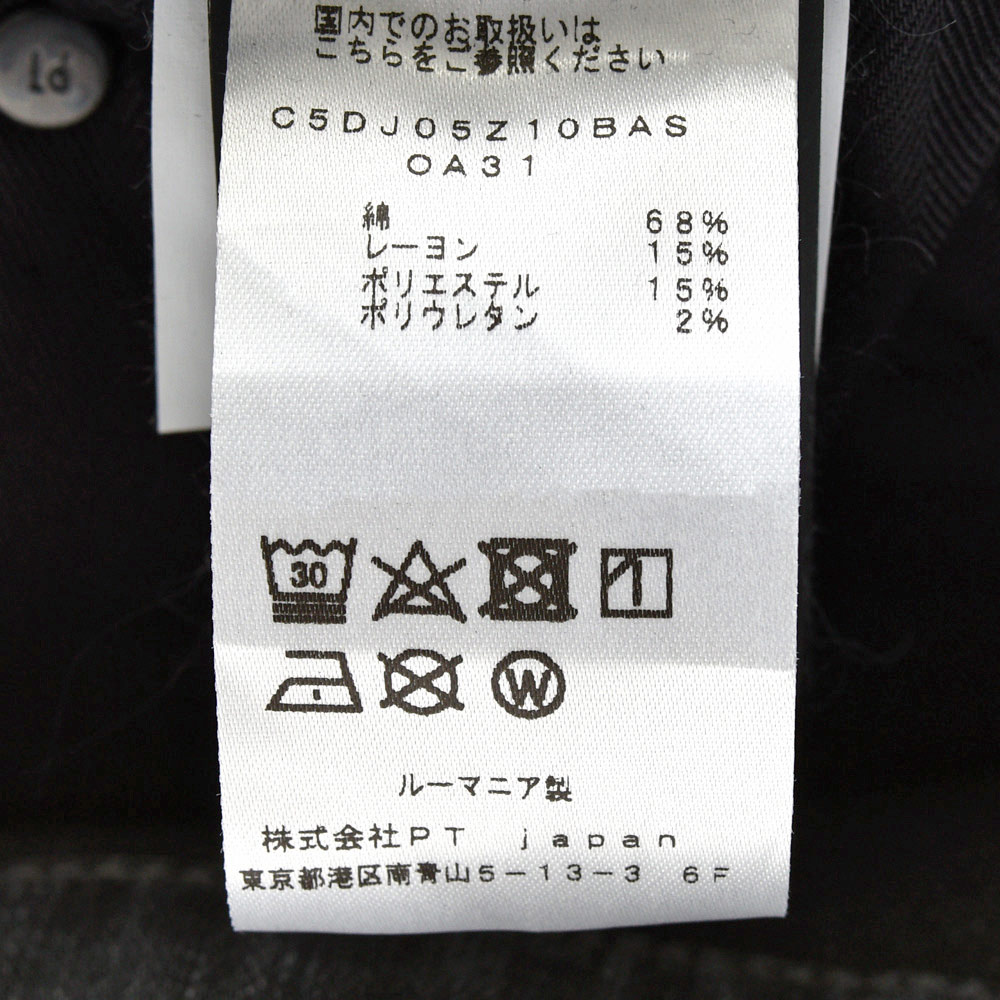 国内でのお取扱いは
こちらをご参照ください
C5DJ05Z10BAS
OA31
綿 68%
レーヨン 15%
ポリエステル 15%
ポリウレタン 2%
30
W
ルーマニア製
株式会社PT japan
東京都港区南青山5-13-3 6F